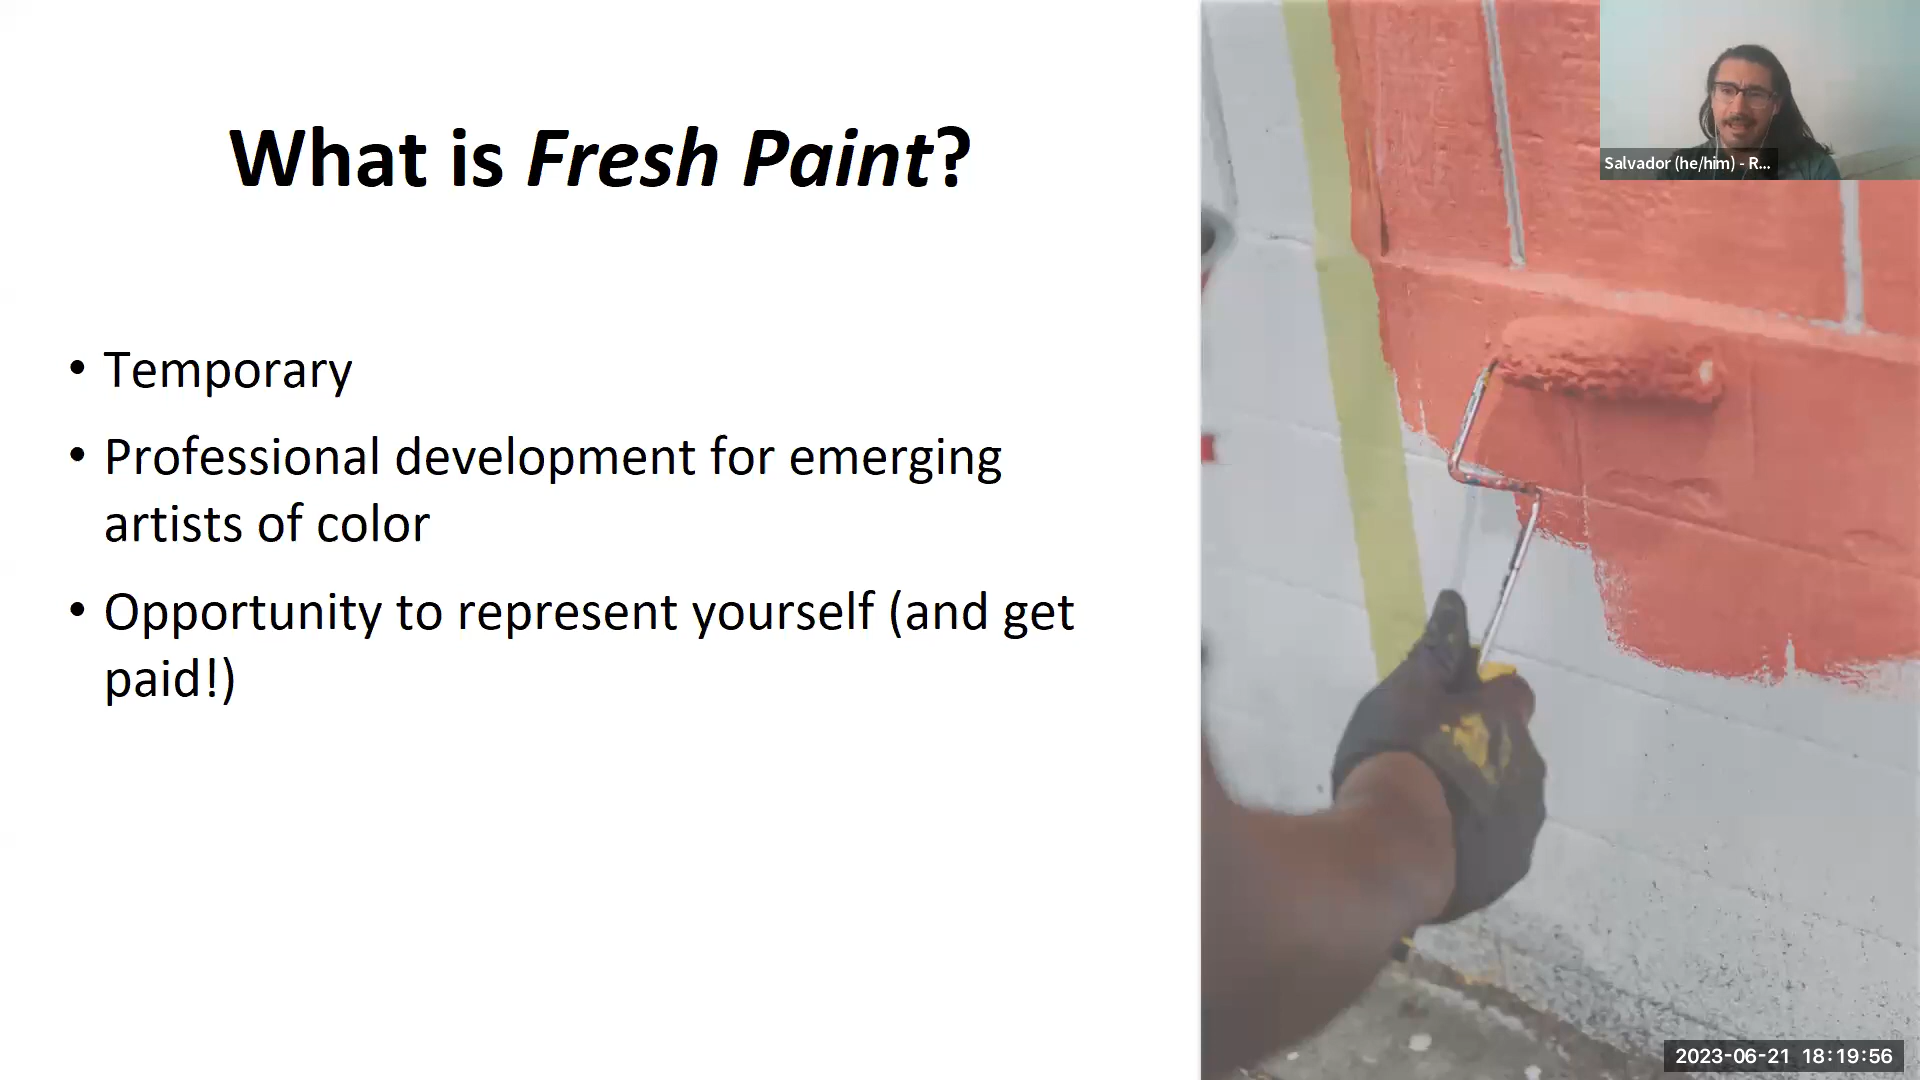 What is Fresh Paint?
• Temporary
• Professional development for emerging
artists of color
• Opportunity to represent yourself (and get
paid!)
Salvador (he/him) - R...
2023-06-21 18:19:56